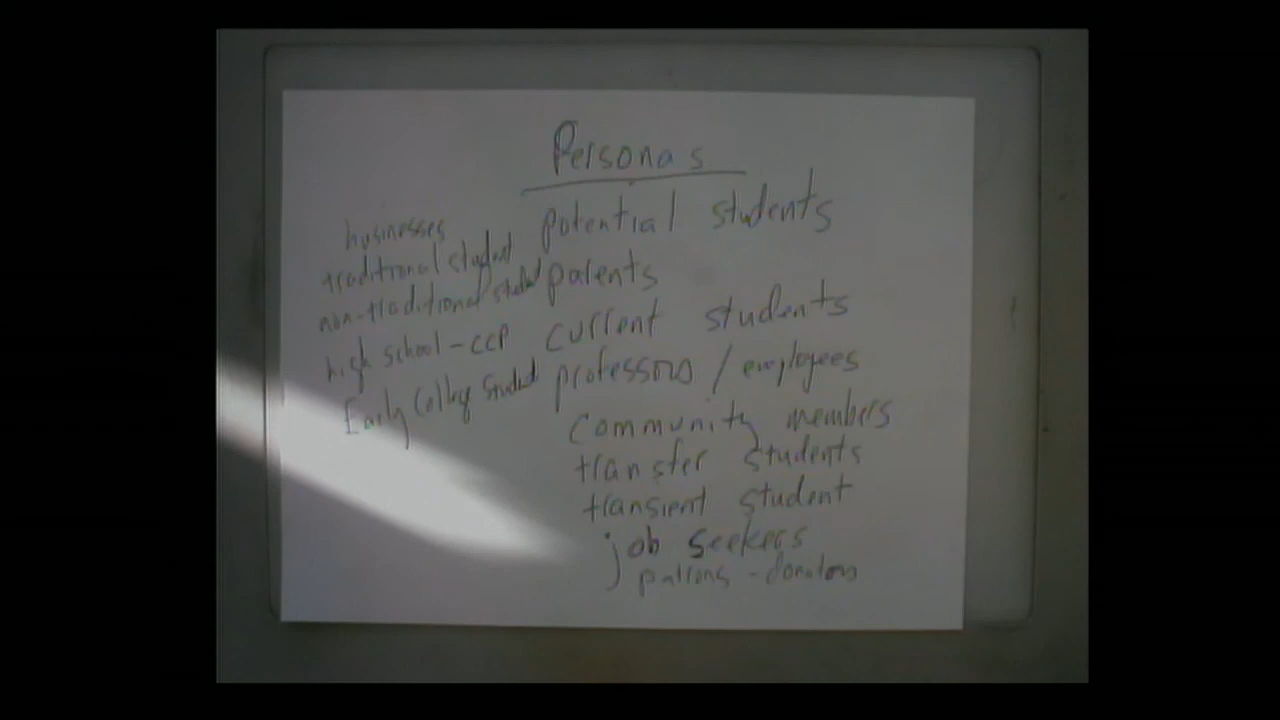 Personas
potential students
parents
current students
professors / employees
community members
transfer students
transient student
job seekers
patrons - donators
businesses
traditional student
non-traditional student
high school - CCP
Early College Student